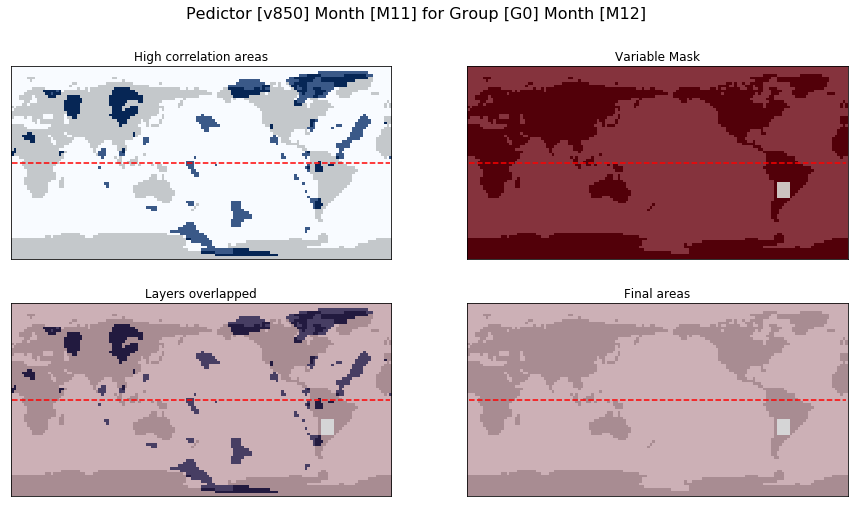 Pedictor [v850] Month [M11] for Group [G0] Month [M12]
High correlation areas
Variable Mask
Layers overlapped
Final areas